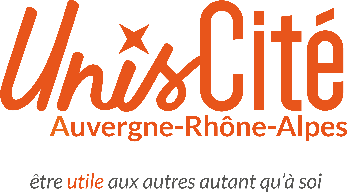 UnisCité
Auvergne-Rhône-Alpes
être utile aux autres autant qu'à soi